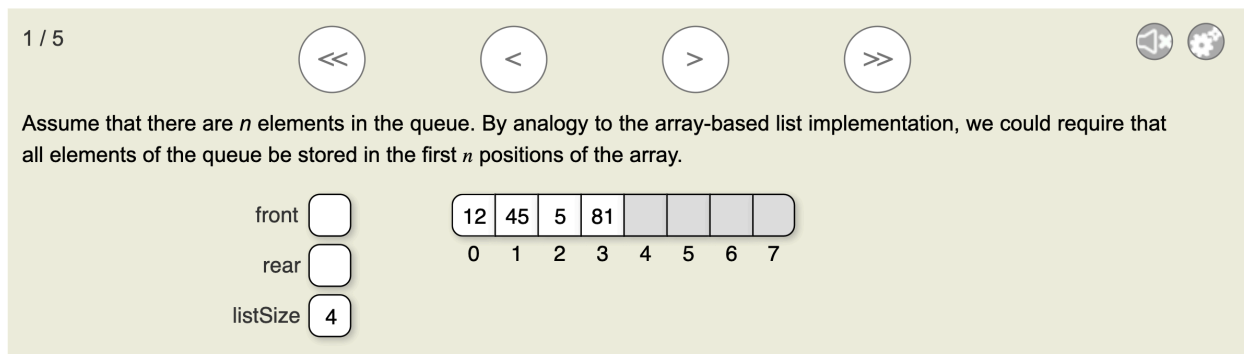 1 / 5
<< < > >>
Assume that there are n elements in the queue. By analogy to the array-based list implementation, we could require that
all elements of the queue be stored in the first n positions of the array.
front
12 45 5 81
0 1 2 3 4 5 6 7
rear
listSize 4